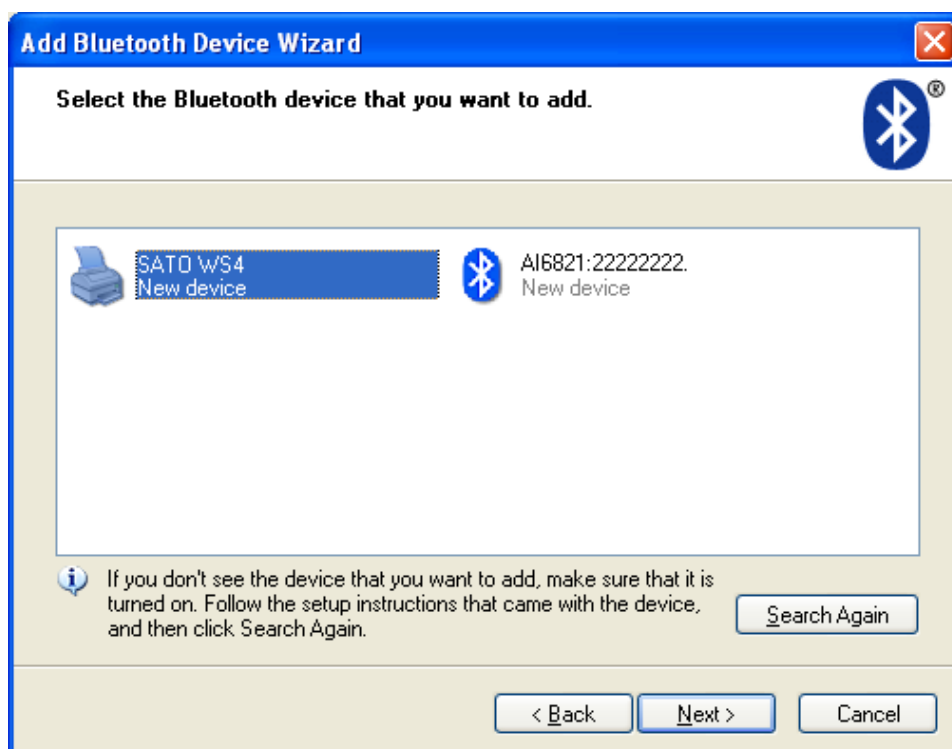 Add Bluetooth Device Wizard
Select the Bluetooth device that you want to add.
®
SATO WS4
New device
AI6821:22222222.
New device
If you don't see the device that you want to add, make sure that it is
turned on. Follow the setup instructions that came with the device,
and then click Search Again.
Search Again
< Back
Next >
Cancel